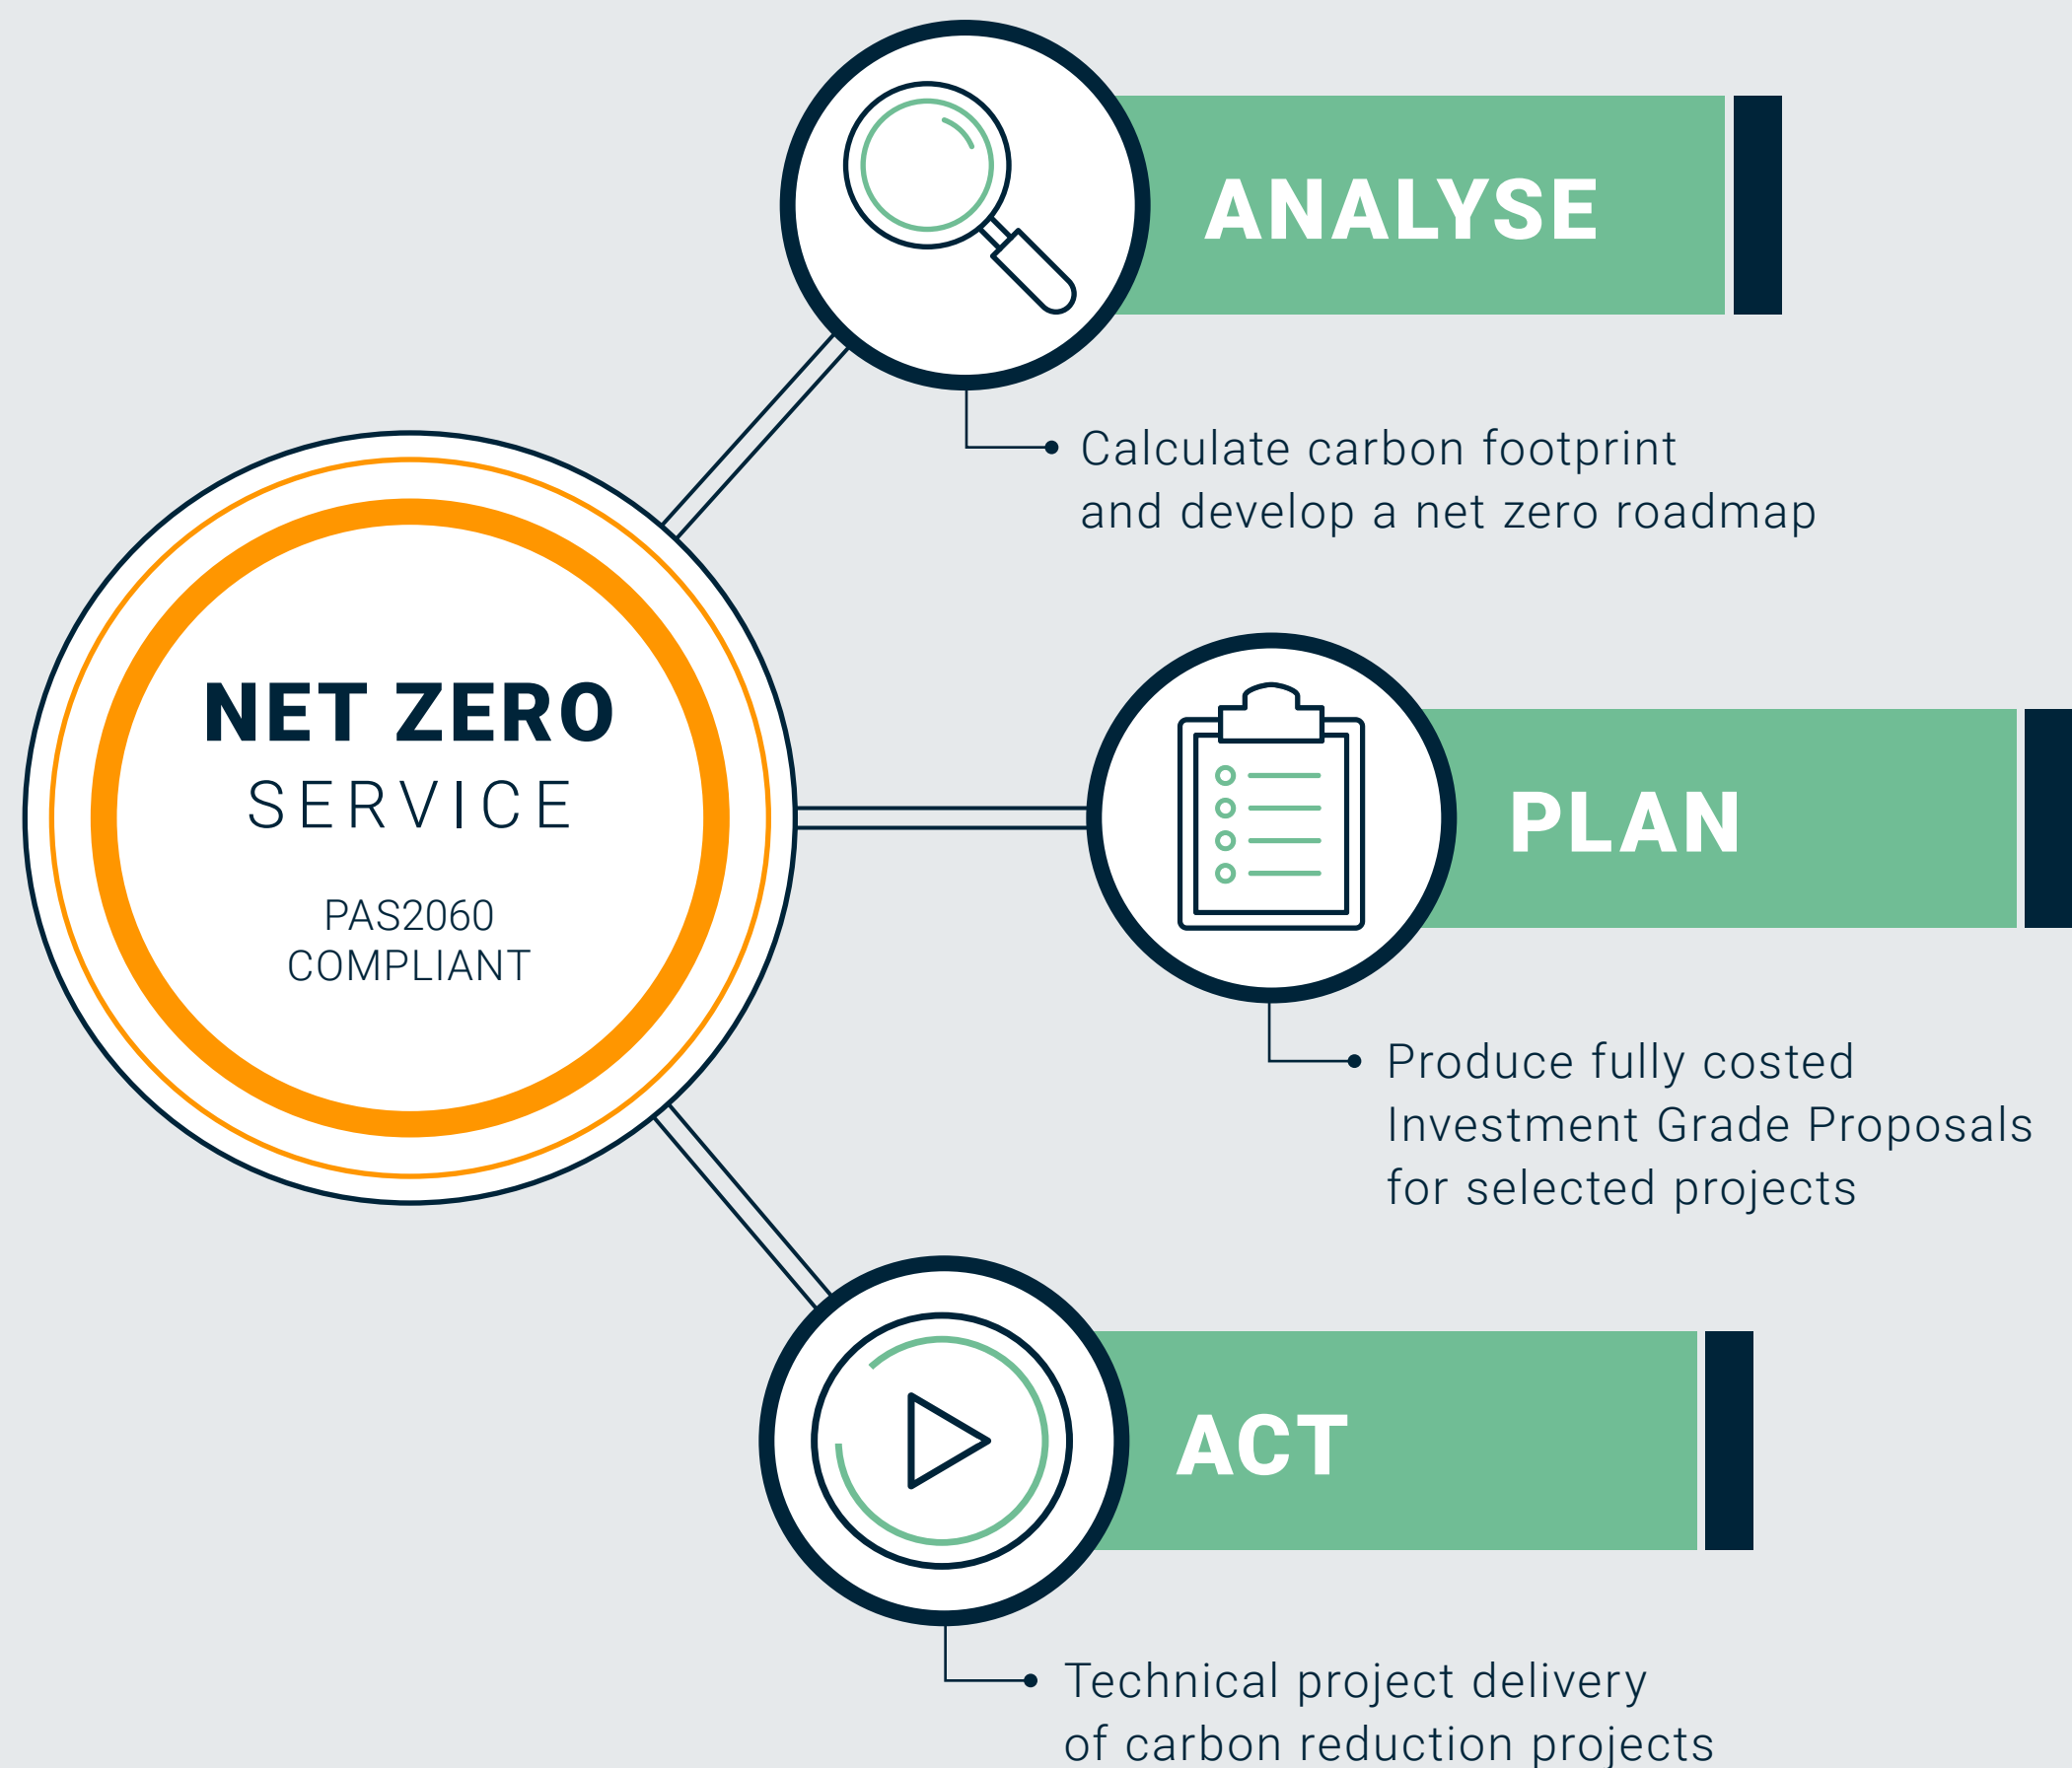 NET ZERO
SERVICE
PAS2060
COMPLIANT
ANALYSE
Calculate carbon footprint
and develop a net zero roadmap
PLAN
Produce fully costed
Investment Grade Proposals
for selected projects
ACT
Technical project delivery
of carbon reduction projects